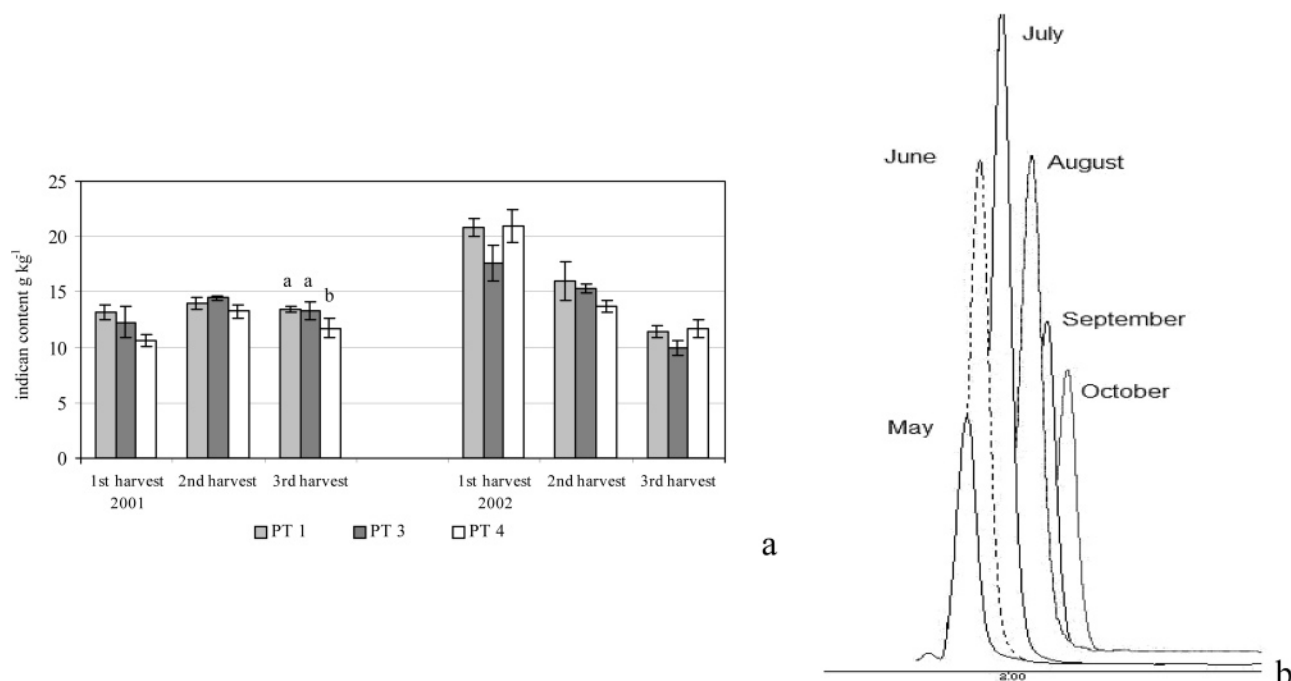 25
20
15
10
5
0
indican content g kg-1
a a b
1st harvest 2nd harvest 3rd harvest 1st harvest 2nd harvest 3rd harvest
2001 2002
PT 1 PT 3 PT 4
a
July
June
August
September
October
May
2:00
b